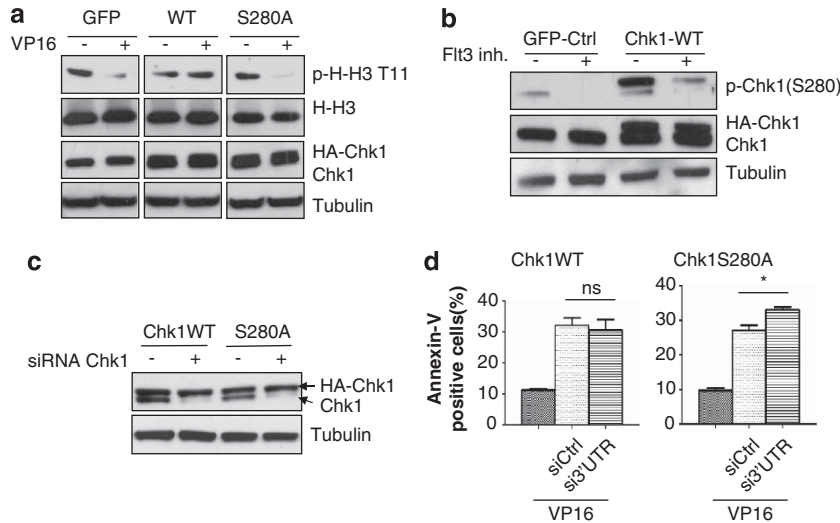 a
GFP WT S280A
VP16 - + - + - +
p-H-H3 T11
H-H3
HA-Chk1
Chk1
Tubulin
b
GFP-Ctrl Chk1-WT
Flt3 inh. - + - +
p-Chk1(S280)
HA-Chk1
Chk1
Tubulin
c
Chk1WT S280A
siRNA Chk1 - + - +
HA-Chk1
Chk1
Tubulin
d
Chk1WT
Annexin-V
positive cells(%)
40
30
20
10
0
ns
siCtrl
si3'UTR
VP16
Chk1S280A
40
30
20
10
0
*
siCtrl
si3'UTR
VP16